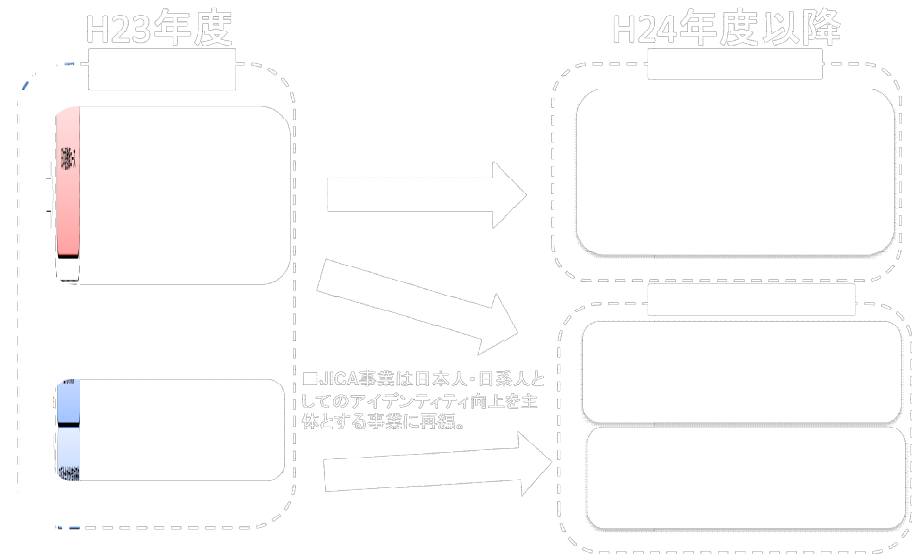 H23年度
H24年度以降
□JICA事業は日本人・日系人と
してのアイデンティティ向上を主
体とする事業に再編。